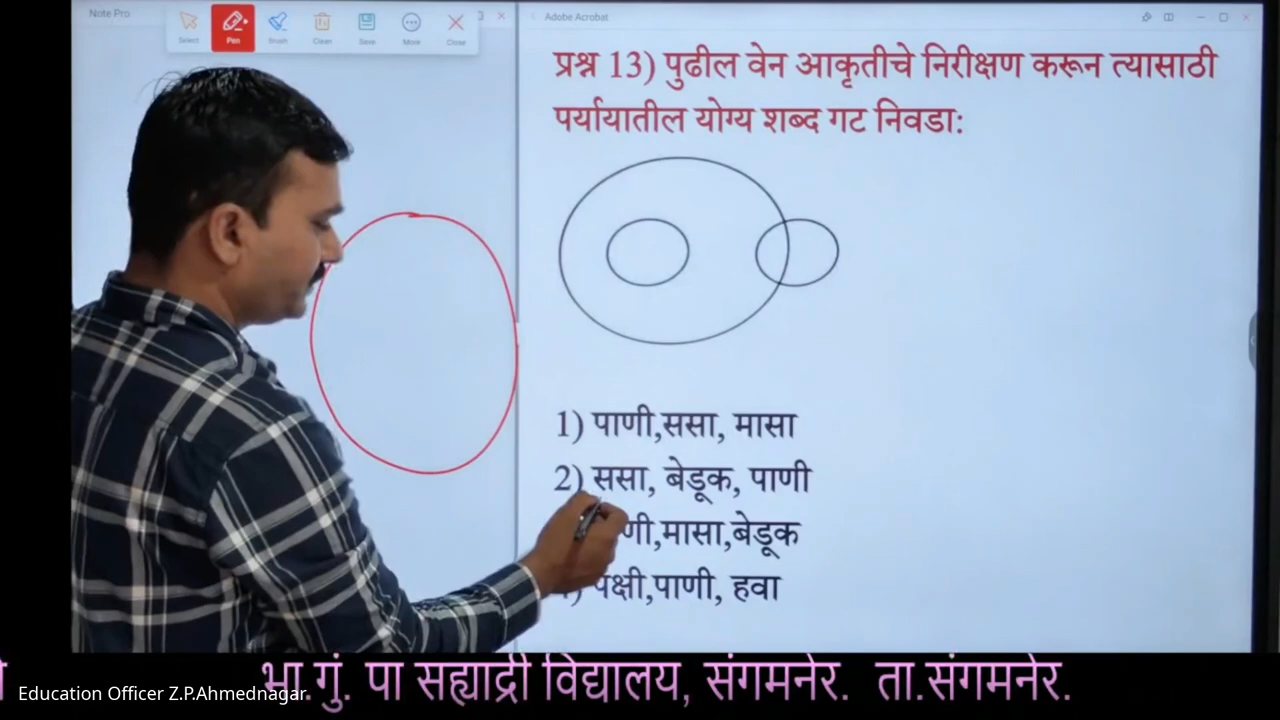 Note Pro
Select Pen Brush Clean Save More Close
Adobe Acrobat
प्रश्न 13) पुढील वेन आकृतीचे निरीक्षण करून त्यासाठी
पर्यायातील योग्य शब्द गट निवडा:
1) पाणी,ससा, मासा
2) ससा, बेडूक, पाणी
णी,मासा,बेडूक
पक्षी,पाणी, हवा
भा.गुं. पा सह्याद्री विद्यालय, संगमनेर. ता.संगमनेर.
Education Officer Z.P.Ahmednagar